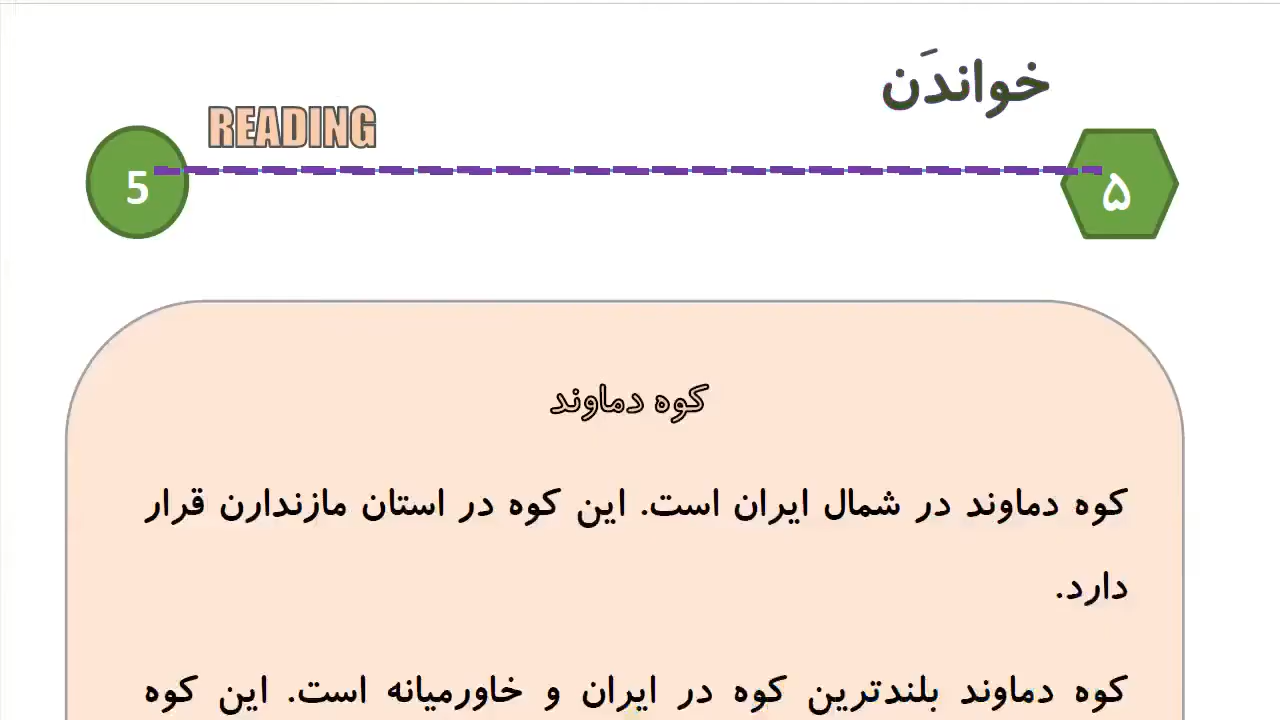 خواندَن
READING
5
۵
کوه دماوند
کوه دماوند در شمال ایران است. این کوه در استان مازندارن قرار
دارد.
کوه دماوند بلندترین کوه در ایران و خاورمیانه است. این کوه